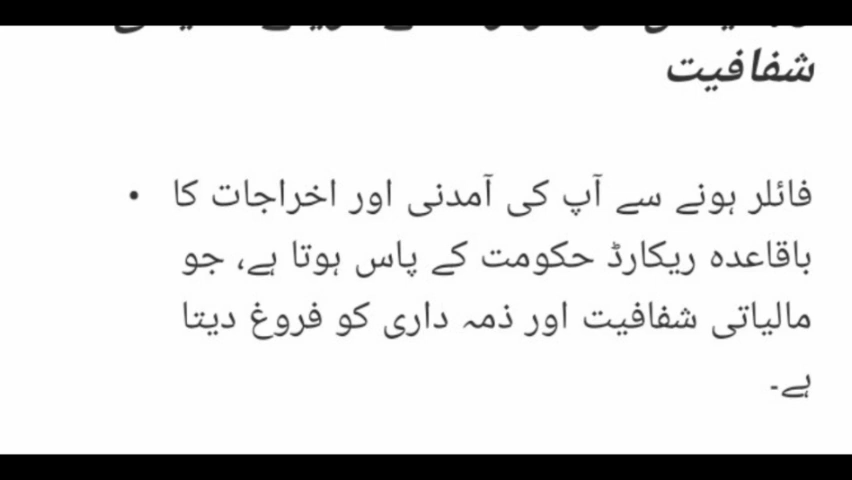 شفافیت
فائلر ہونے سے آپ کی آمدنی اور اخراجات کا •
باقاعدہ ریکارڈ حکومت کے پاس ہوتا ہے، جو
مالیاتی شفافیت اور ذمہ داری کو فروغ دیتا
ہے۔